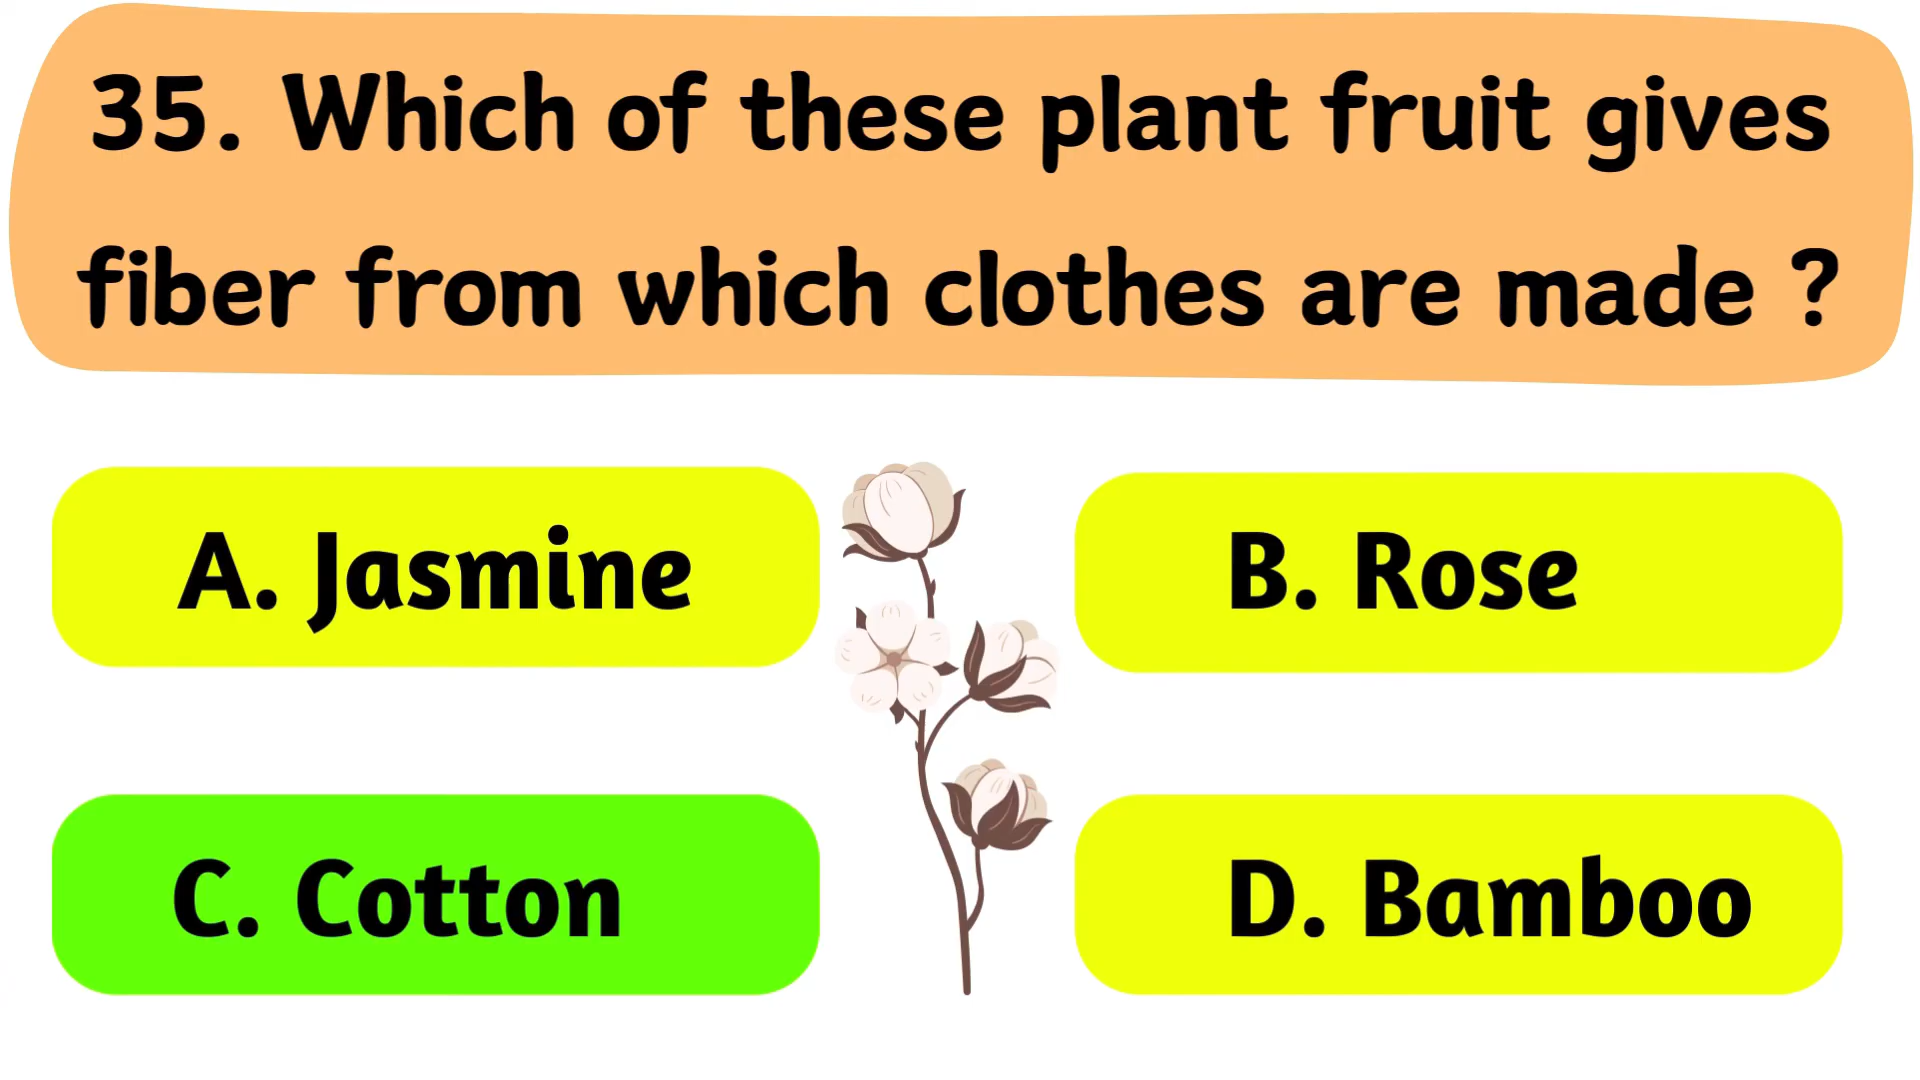 35. Which of these plant fruit gives
fiber from which clothes are made ?
A. Jasmine
B. Rose
C. Cotton
D. Bamboo